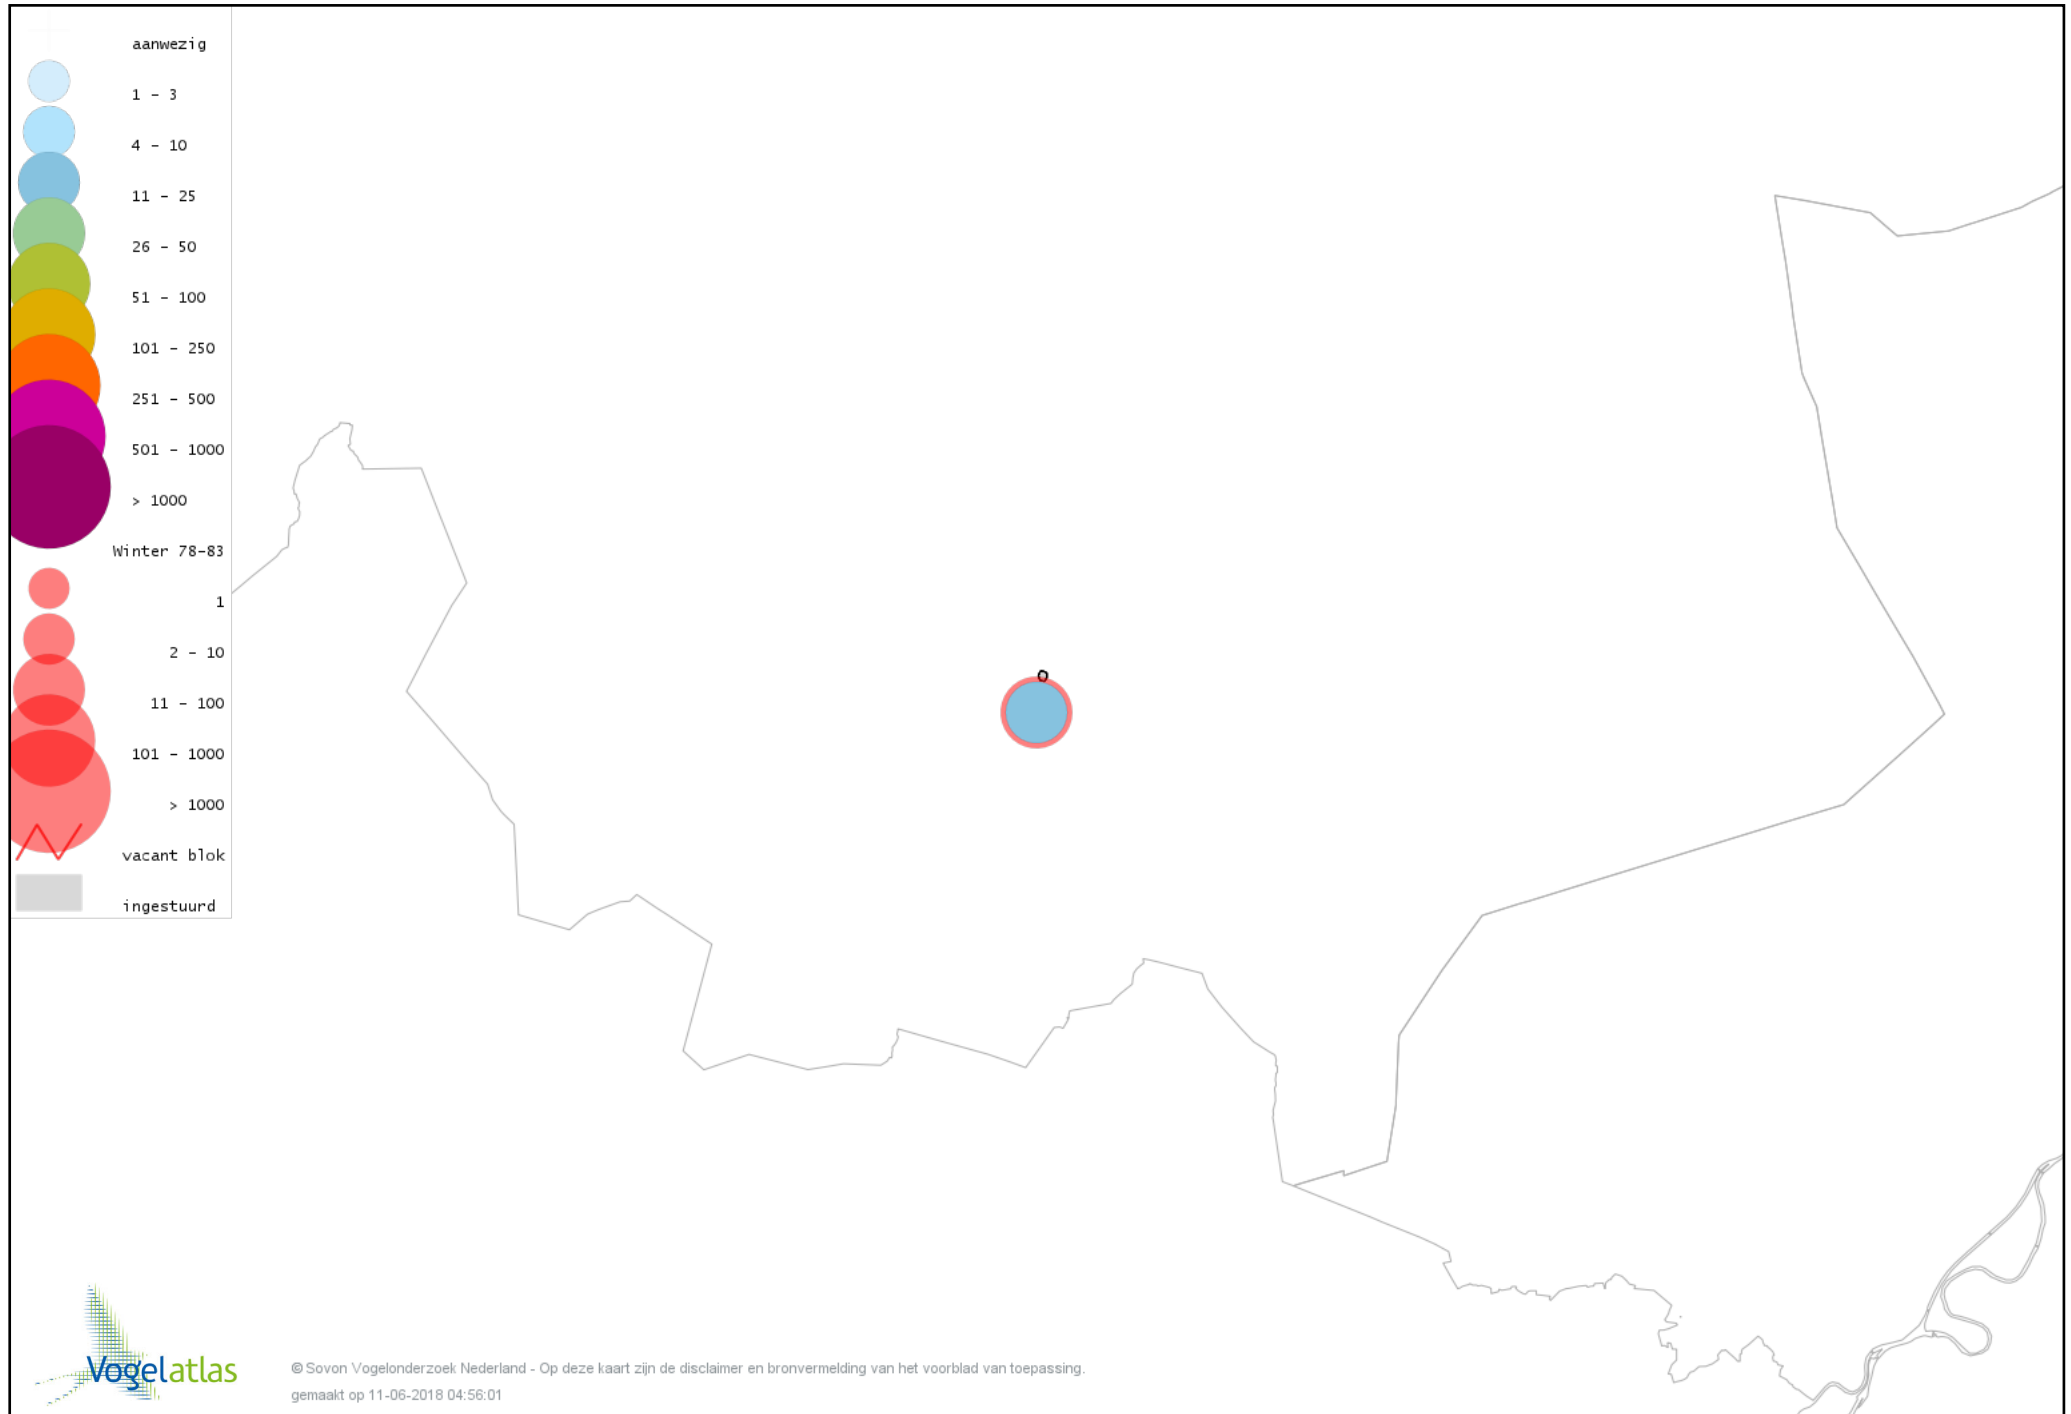 aanwezig
1 - 3
4 - 10
11 - 25
26 - 50
51 - 100
101 - 250
251 - 500
501 - 1000
> 1000
Winter 78-83
1
2 - 10
11 - 100
101 - 1000
> 1000
vacant blok
ingestuurd
0
Vogelatlas
© Sovon Vogelonderzoek Nederland - Op deze kaart zijn de disclaimer en bronvermelding van het voorblad van toepassing.
gemaakt op 11-06-2018 04:56:01